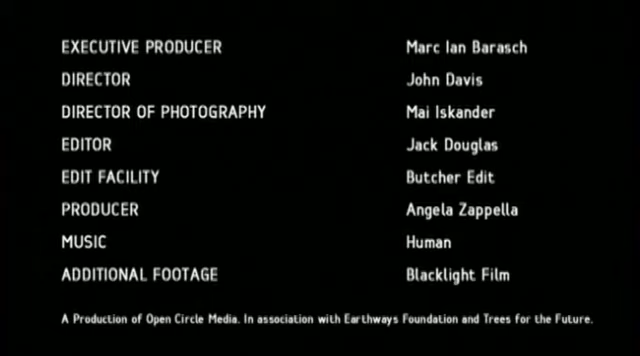 EXECUTIVE PRODUCER Marc Ian Barasch
DIRECTOR John Davis
DIRECTOR OF PHOTOGRAPHY Mai Iskander
EDITOR Jack Douglas
EDIT FACILITY Butcher Edit
PRODUCER Angela Zappella
MUSIC Human
ADDITIONAL FOOTAGE Blacklight Film
A Production of Open Circle Media. In association with Earthways Foundation and Trees for the Future.